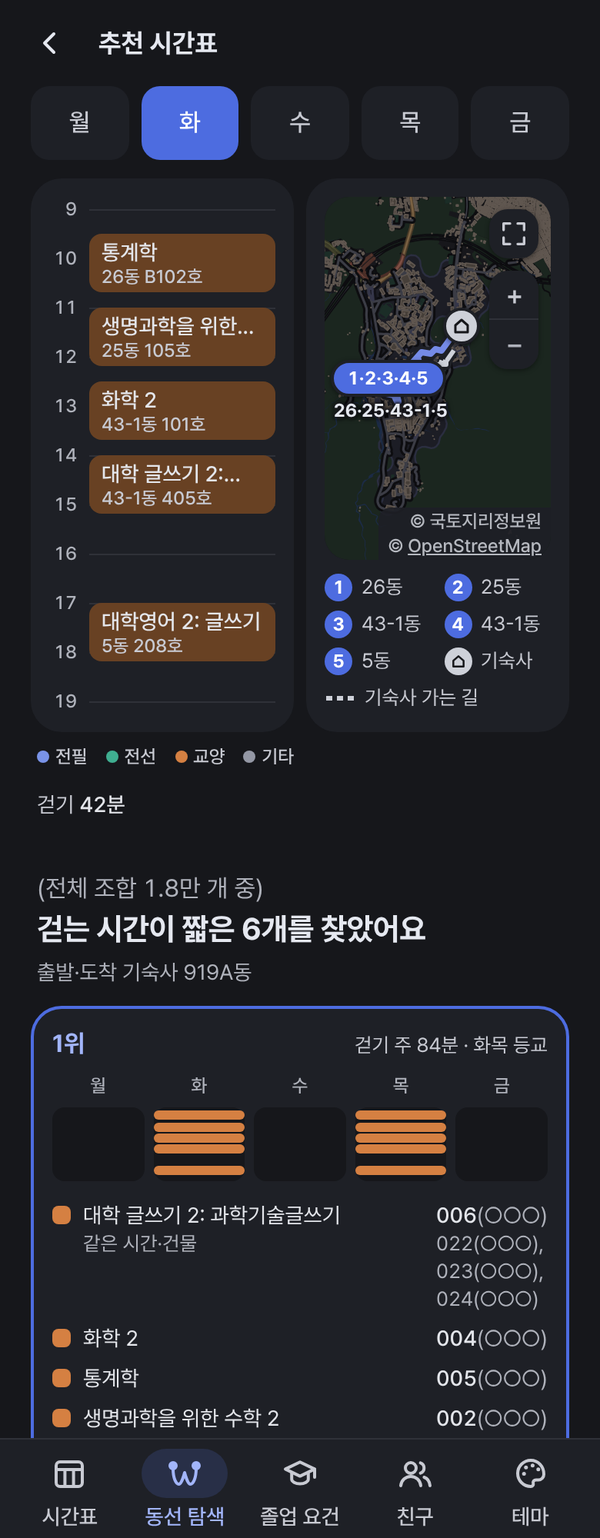 추천 시간표
월 화 수 목 금
9
10
11
12
13
14
15
16
17
18
19
통계학
26동 B102호
생명과학을 위한...
25동 105호
화학 2
43-1동 101호
대학 글쓰기 2:...
43-1동 405호
대학영어 2: 글쓰기
5동 208호
+
−
1·2·3·4·5
26·25·43-1·5
© 국토지리정보원
© OpenStreetMap
1 26동 2 25동
3 43-1동 4 43-1동
5 5동 기숙사
기숙사 가는 길
전필 전선 교양 기타
걷기 42분
(전체 조합 1.8만 개 중)
걷는 시간이 짧은 6개를 찾았어요
출발·도착 기숙사 919A동
1위 걷기 주 84분 · 화목 등교
월 화 수 목 금
대학 글쓰기 2: 과학기술글쓰기 006(○○○)
같은 시간·건물 022(○○○),
023(○○○),
024(○○○)
화학 2 004(○○○)
통계학 005(○○○)
생명과학을 위한 수학 2 002(○○○)
시간표 동선 탐색 졸업 요건 친구 테마